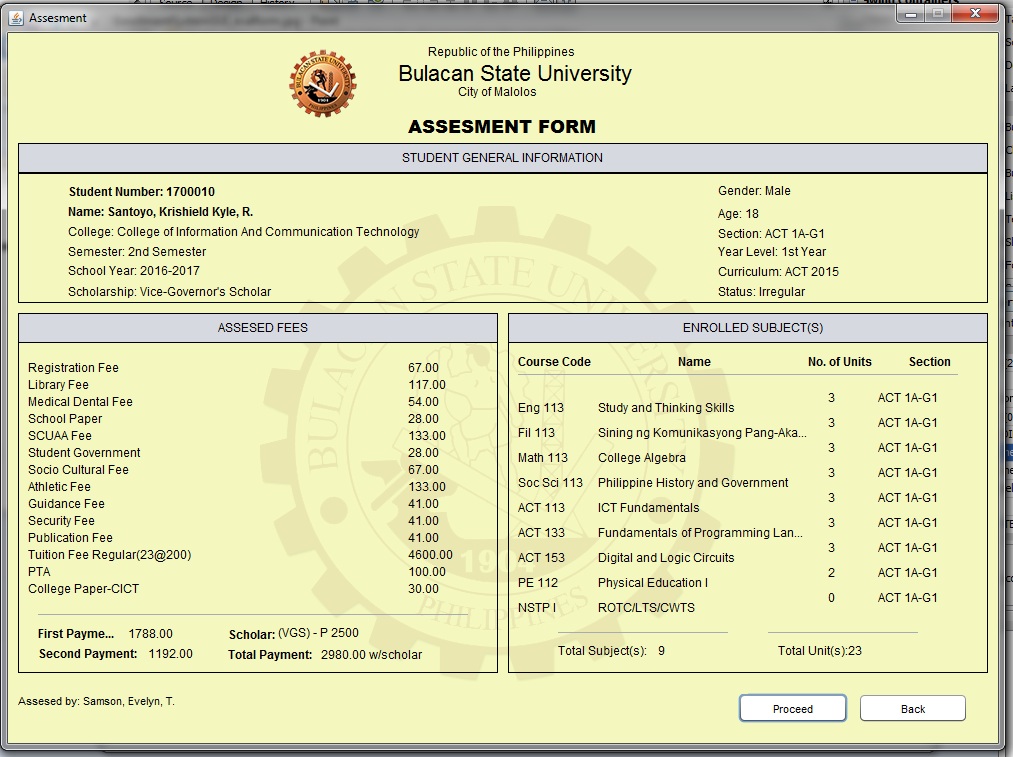 Assesment
Republic of the Philippines
Bulacan State University
City of Malolos
ASSESMENT FORM
STUDENT GENERAL INFORMATION
Student Number: 1700010
Name: Santoyo, Krishield Kyle, R.
College: College of Information And Communication Technology
Semester: 2nd Semester
School Year: 2016-2017
Scholarship: Vice-Governor's Scholar
Gender: Male
Age: 18
Section: ACT 1A-G1
Year Level: 1st Year
Curriculum: ACT 2015
Status: Irregular
ASSESED FEES
Registration Fee 67.00
Library Fee 117.00
Medical Dental Fee 54.00
School Paper 28.00
SCUAA Fee 133.00
Student Government 28.00
Socio Cultural Fee 67.00
Athletic Fee 133.00
Guidance Fee 41.00
Security Fee 41.00
Publication Fee 41.00
Tuition Fee Regular(23@200) 4600.00
PTA 100.00
College Paper-CICT 30.00
First Payme... 1788.00 Scholar: (VGS) - P 2500
Second Payment: 1192.00 Total Payment: 2980.00 w/scholar
ENROLLED SUBJECT(S)
Course Code Name No. of Units Section
Eng 113 Study and Thinking Skills 3 ACT 1A-G1
Fil 113 Sining ng Komunikasyong Pang-Aka... 3 ACT 1A-G1
Math 113 College Algebra 3 ACT 1A-G1
Soc Sci 113 Philippine History and Government 3 ACT 1A-G1
ACT 113 ICT Fundamentals 3 ACT 1A-G1
ACT 133 Fundamentals of Programming Lan... 3 ACT 1A-G1
ACT 153 Digital and Logic Circuits 3 ACT 1A-G1
PE 112 Physical Education I 2 ACT 1A-G1
NSTP I ROTC/LTS/CWTS 0 ACT 1A-G1
Total Subject(s): 9 Total Unit(s):23
BULACAN STATE UNIVERSITY
1904
PHILIPPINES
Assesed by: Samson, Evelyn, T.
Proceed
Back